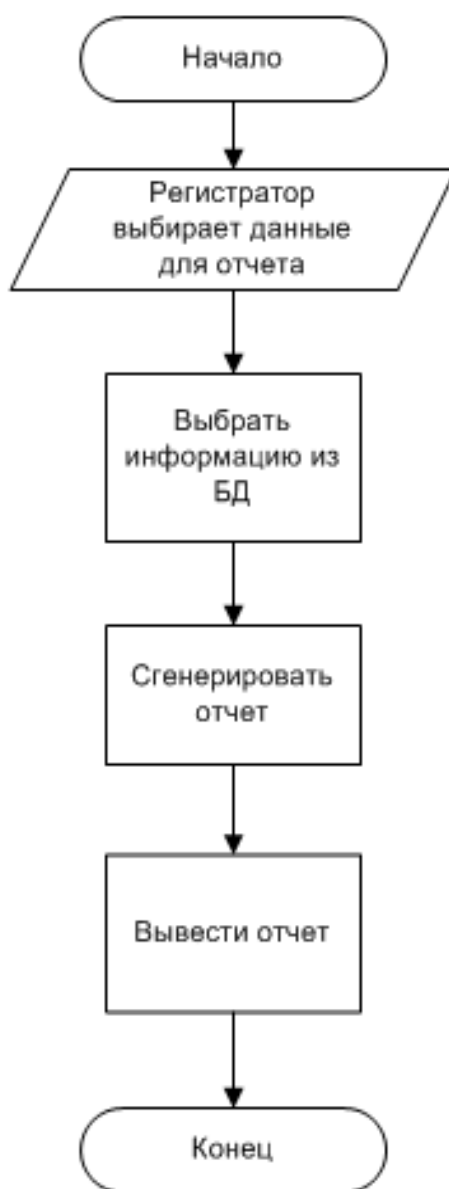 Начало
Регистратор
выбирает данные
для отчета
Выбрать
информацию из
БД
Сгенерировать
отчет
Вывести отчет
Конец